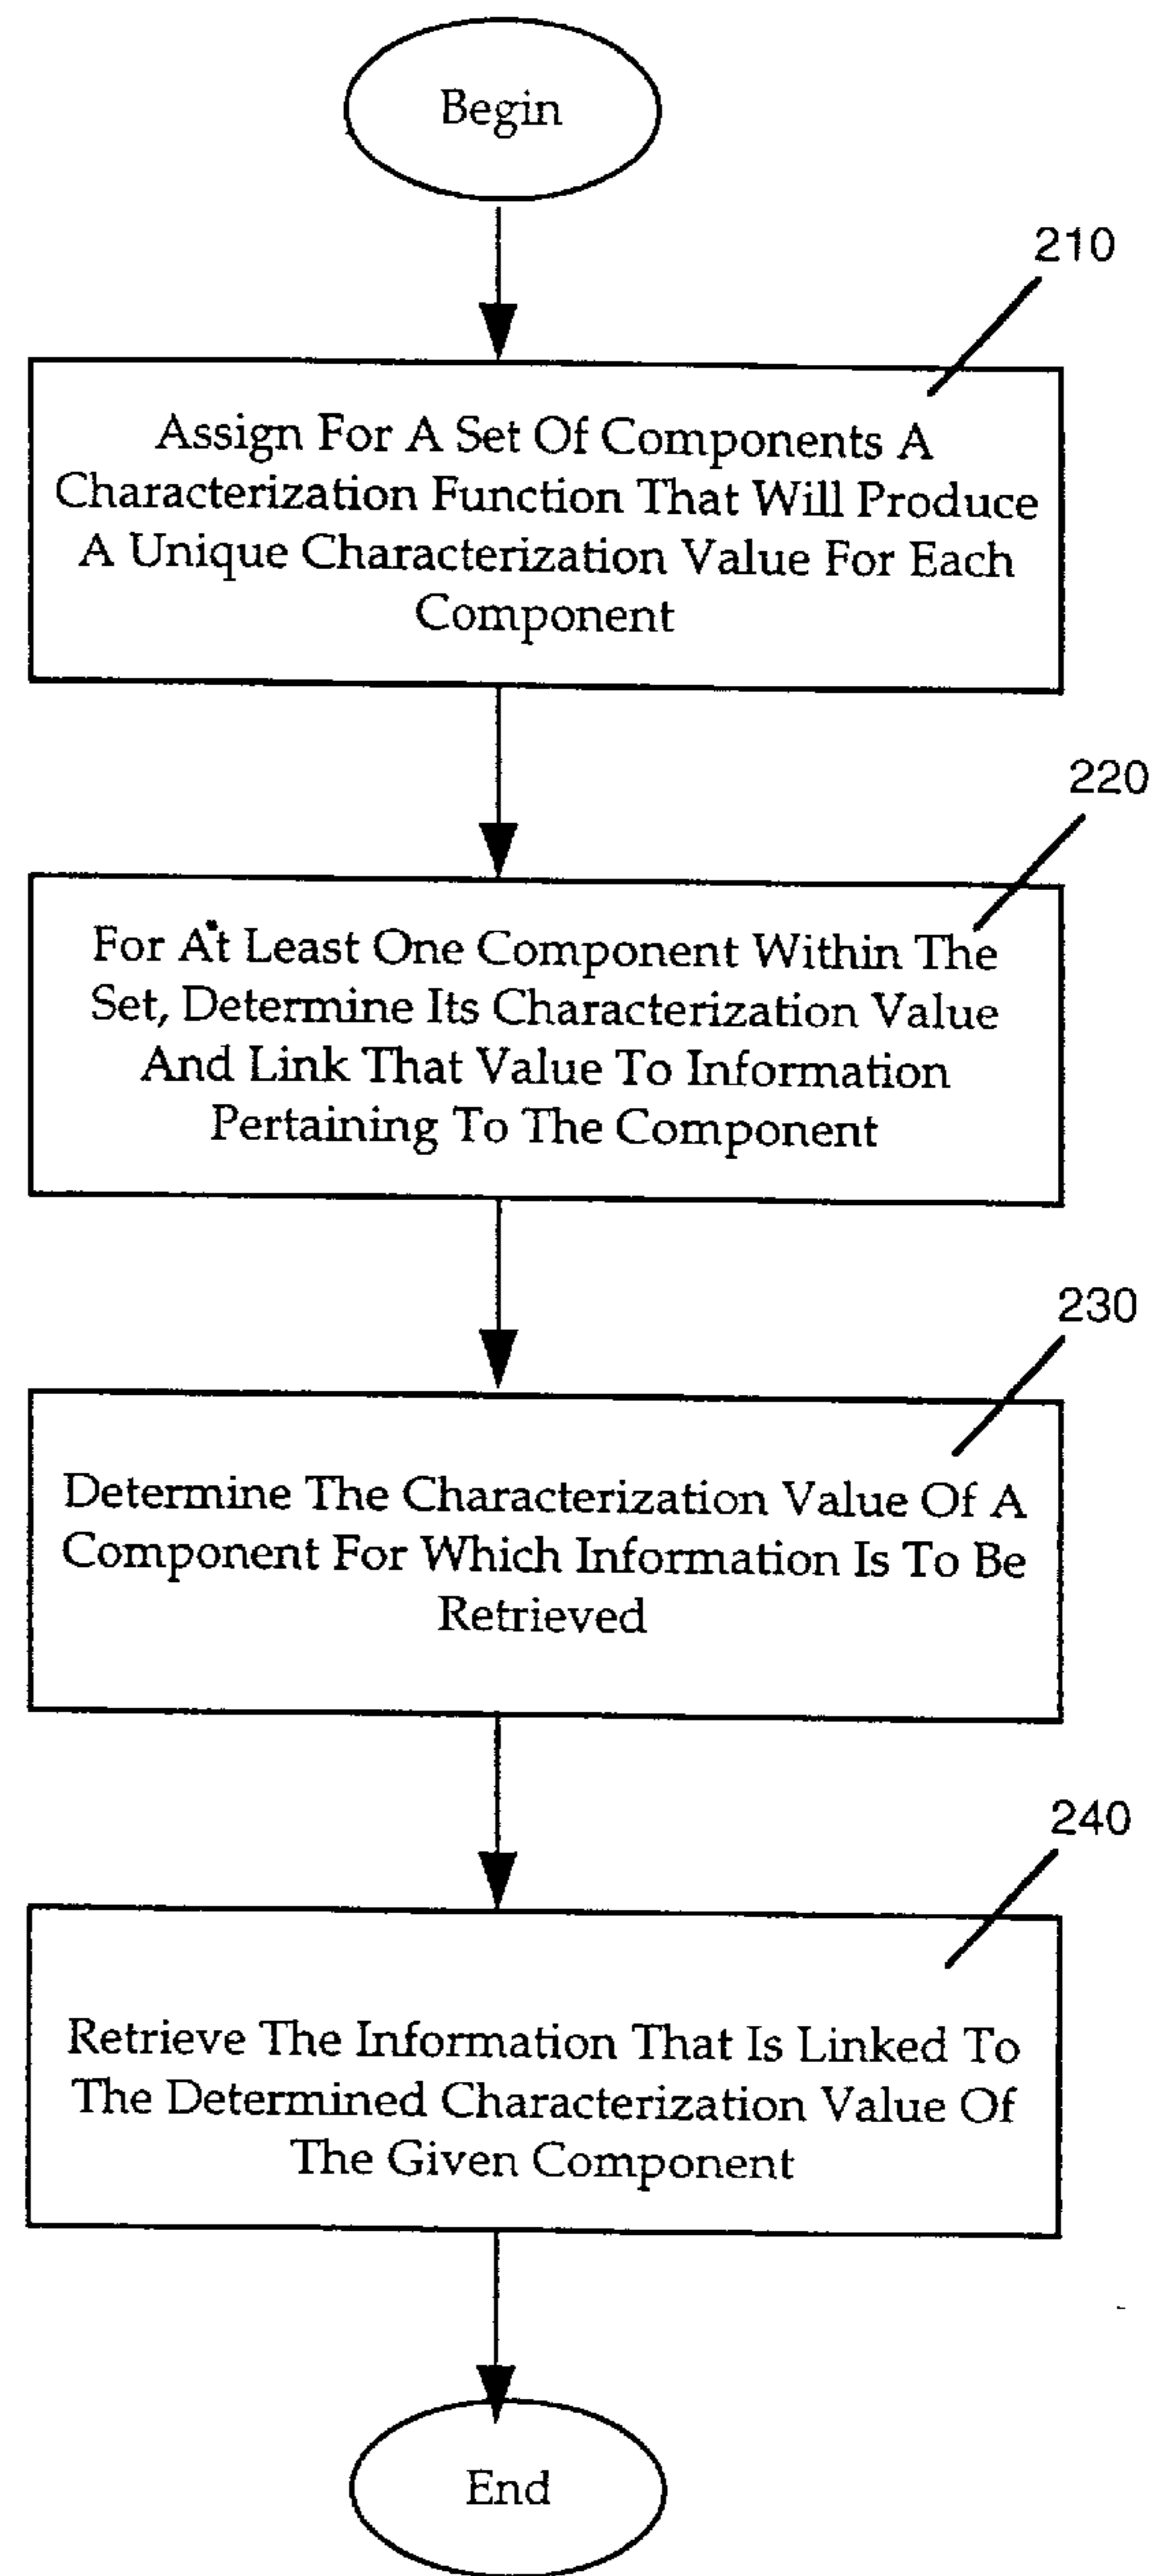 Begin
210
Assign For A Set Of Components A
Characterization Function That Will Produce
A Unique Characterization Value For Each
Component
220
For At Least One Component Within The
Set, Determine Its Characterization Value
And Link That Value To Information
Pertaining To The Component
230
Determine The Characterization Value Of A
Component For Which Information Is To Be
Retrieved
240
Retrieve The Information That Is Linked To
The Determined Characterization Value Of
The Given Component
End